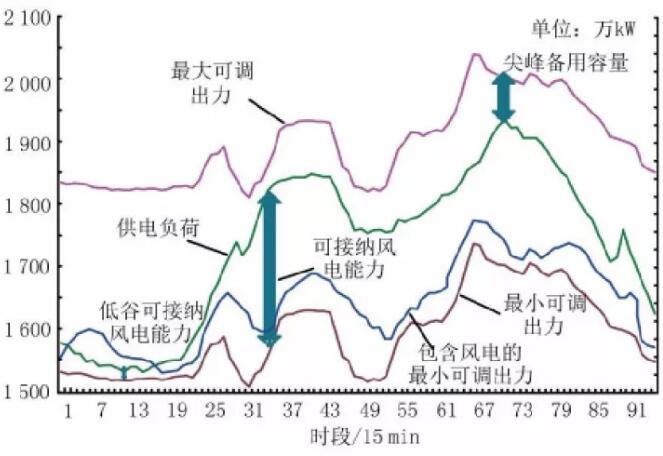 2 100
2 000
1 900
1 800
1 700
1 600
1 500
单位：万kW
尖峰备用容量
最大可调
出力
供电负荷
可接纳风
电能力
低谷可接纳
风电能力
最小可调
出力
包含风电的
最小可调出力
1 7 13 19 25 31 37 43 49 55 61 67 73 79 85 91
时段/15 min